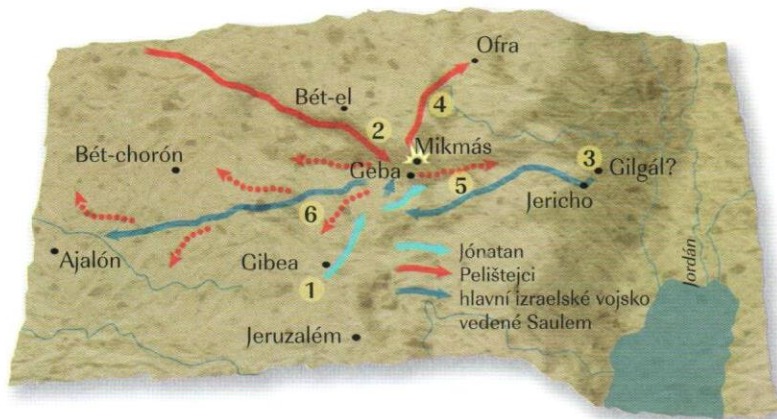 Ofra
Bét-el
4
2
Mikmás
Bét-chorón
3
Gilgál?
Geba
5
Jericho
6
Jordán
Ajalón
Gibea
Jónatan
1
Pelištejci
hlavní izraelské vojsko
vedené Saulem
Jeruzalém